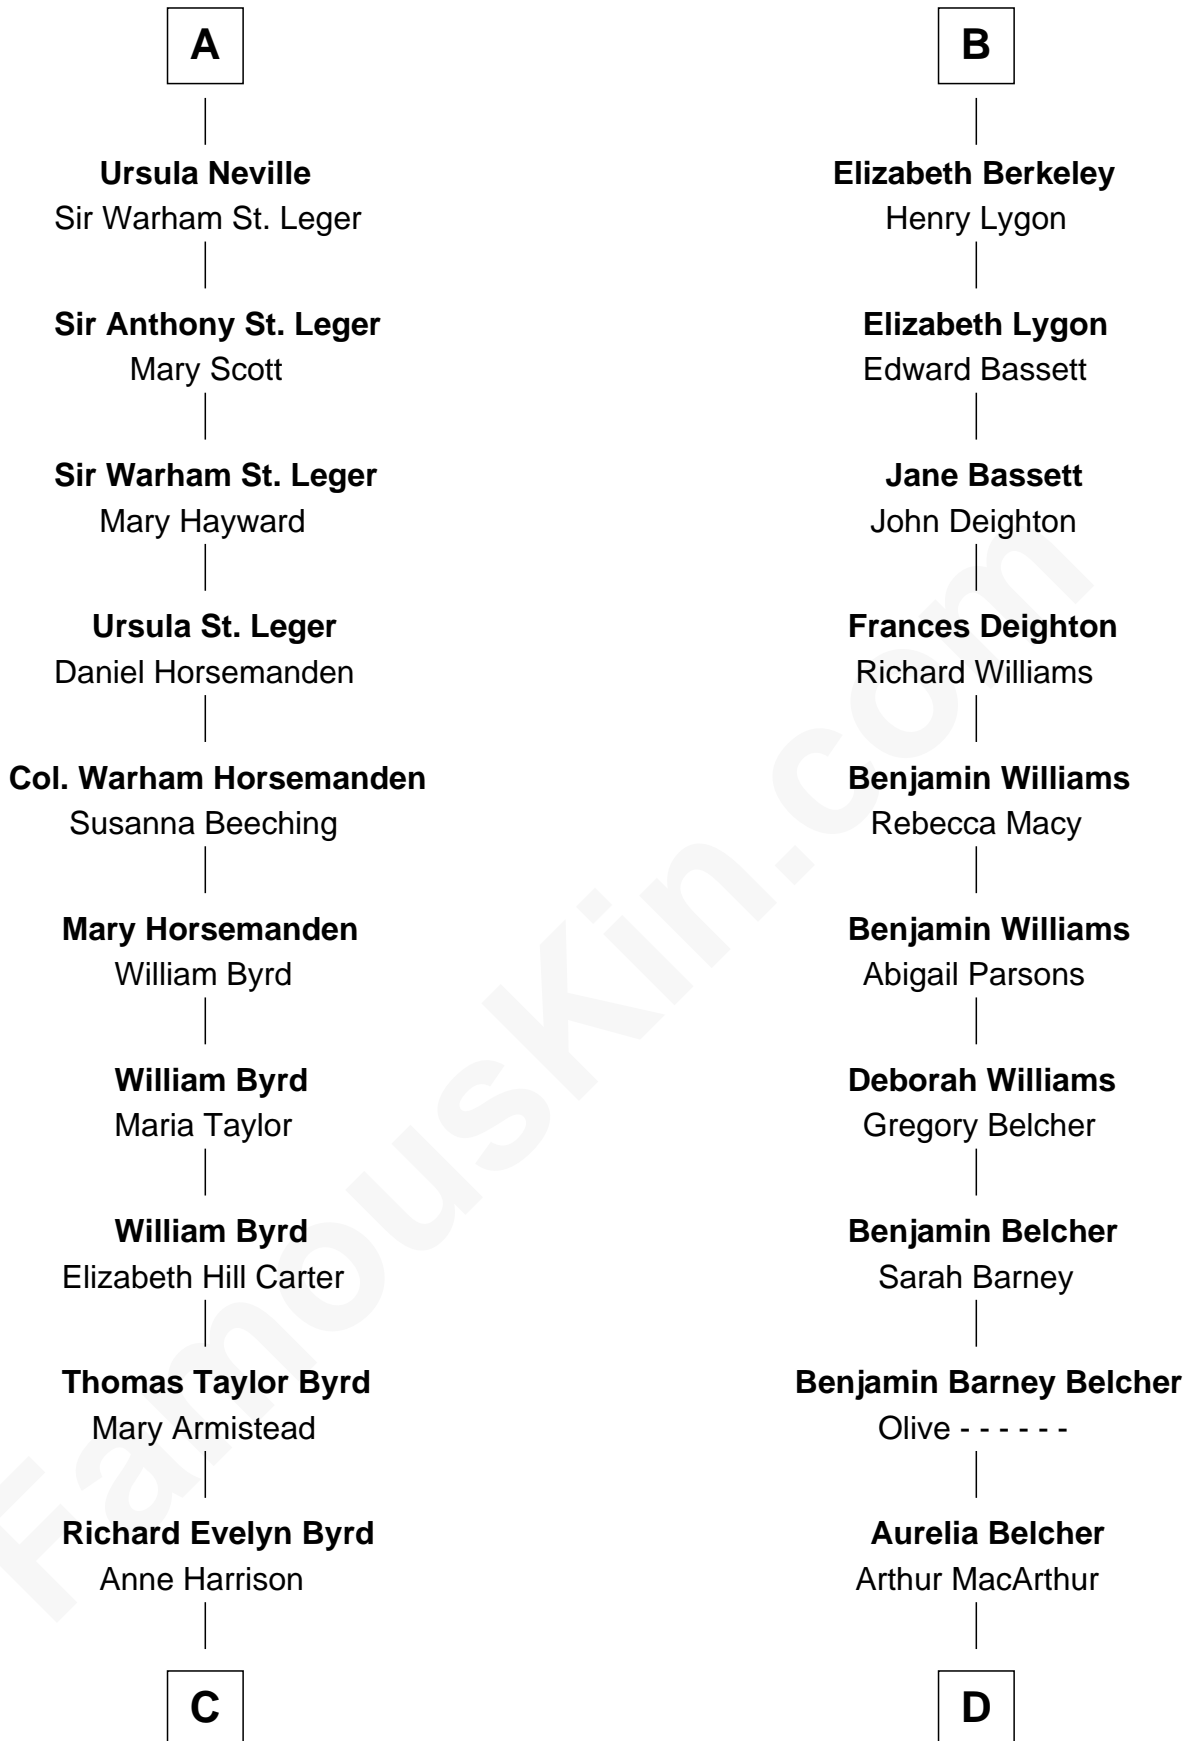 A
Ursula Neville
Sir Warham St. Leger
Sir Anthony St. Leger
Mary Scott
Sir Warham St. Leger
Mary Hayward
Ursula St. Leger
Daniel Horsemanden
Col. Warham Horsemanden
Susanna Beeching
Mary Horsemanden
William Byrd
William Byrd
Maria Taylor
William Byrd
Elizabeth Hill Carter
Thomas Taylor Byrd
Mary Armistead
Richard Evelyn Byrd
Anne Harrison
C
B
Elizabeth Berkeley
Henry Lygon
Elizabeth Lygon
Edward Bassett
Jane Bassett
John Deighton
Frances Deighton
Richard Williams
Benjamin Williams
Rebecca Macy
Benjamin Williams
Abigail Parsons
Deborah Williams
Gregory Belcher
Benjamin Belcher
Sarah Barney
Benjamin Barney Belcher
Olive - - - - - -
Aurelia Belcher
Arthur MacArthur
D
FamousKin.com